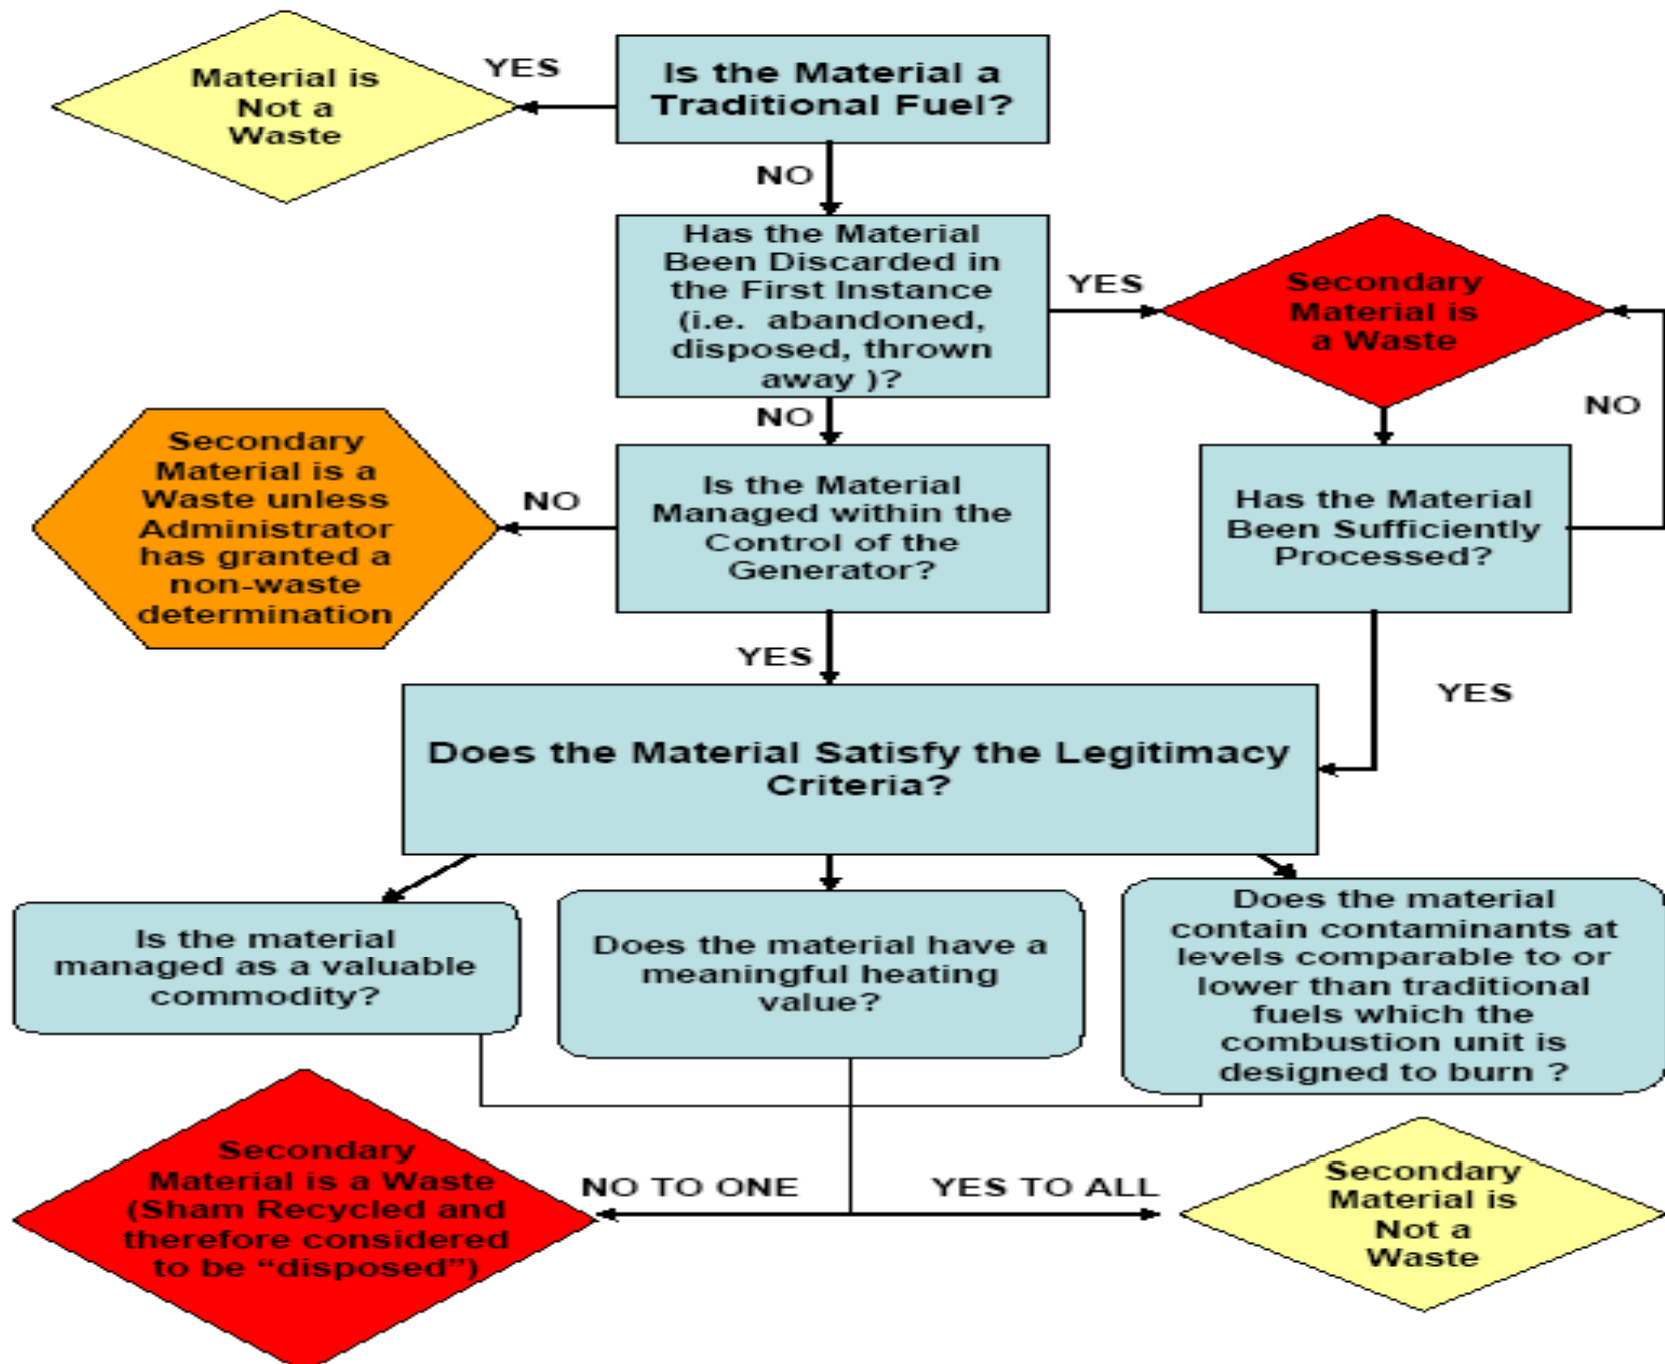 Material is
Not a
Waste
YES
Is the Material a
Traditional Fuel?
NO
Has the Material
Been Discarded in
the First Instance
(i.e. abandoned,
disposed, thrown
away )?
YES
Secondary
Material is
a Waste
NO
NO
Secondary
Material is a
Waste unless
Administrator
has granted a
non-waste
determination
NO
Is the Material
Managed within the
Control of the
Generator?
Has the Material
Been Sufficiently
Processed?
YES
YES
Does the Material Satisfy the Legitimacy
Criteria?
Is the material
managed as a valuable
commodity?
Does the material have a
meaningful heating
value?
Does the material
contain contaminants at
levels comparable to or
lower than traditional
fuels which the
combustion unit is
designed to burn ?
Secondary
Material is a Waste
(Sham Recycled and
therefore considered
to be “disposed”)
NO TO ONE
YES TO ALL
Secondary
Material is
Not a
Waste